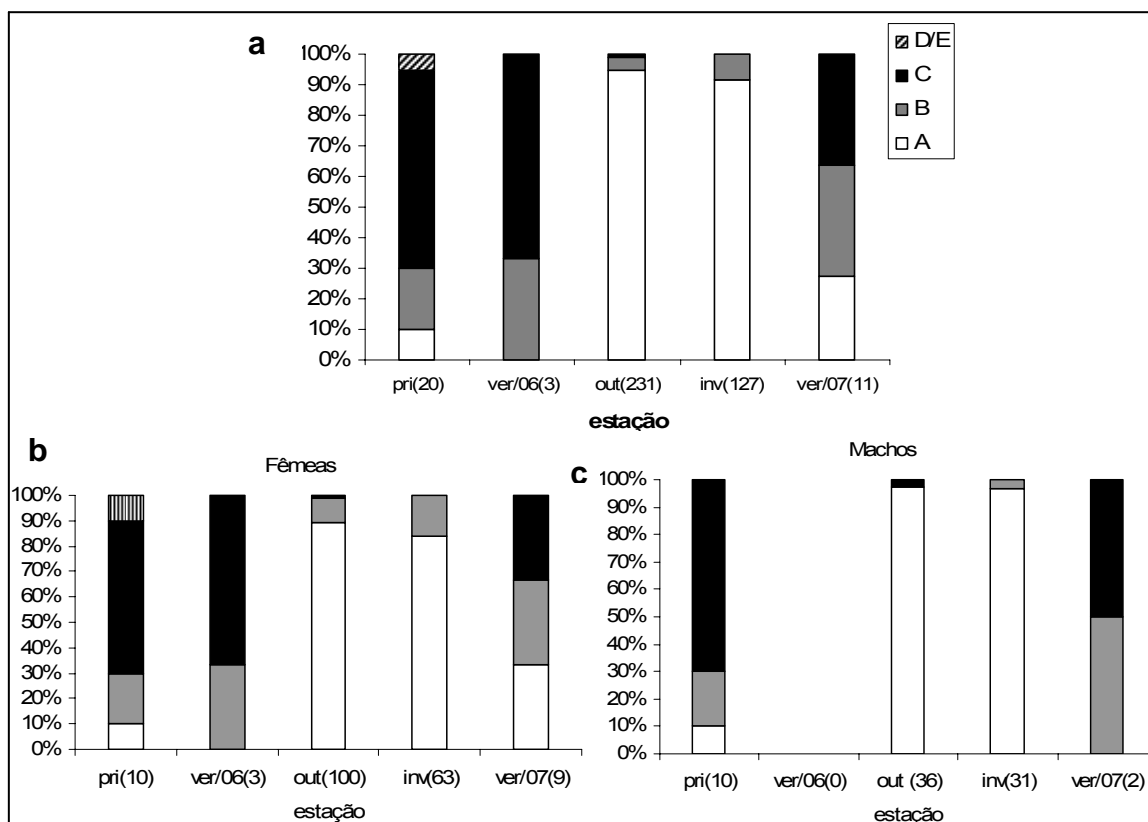 a
D/E
C
B
A
100%
90%
80%
70%
60%
50%
40%
30%
20%
10%
0%
pri(20) ver/06(3) out(231) inv(127) ver/07(11)
estação
b
Fêmeas
100%
90%
80%
70%
60%
50%
40%
30%
20%
10%
0%
pri(10) ver/06(3) out(100) inv(63) ver/07(9)
estação
c
Machos
100%
90%
80%
70%
60%
50%
40%
30%
20%
10%
0%
pri(10) ver/06(0) out (36) inv(31) ver/07(2)
estação